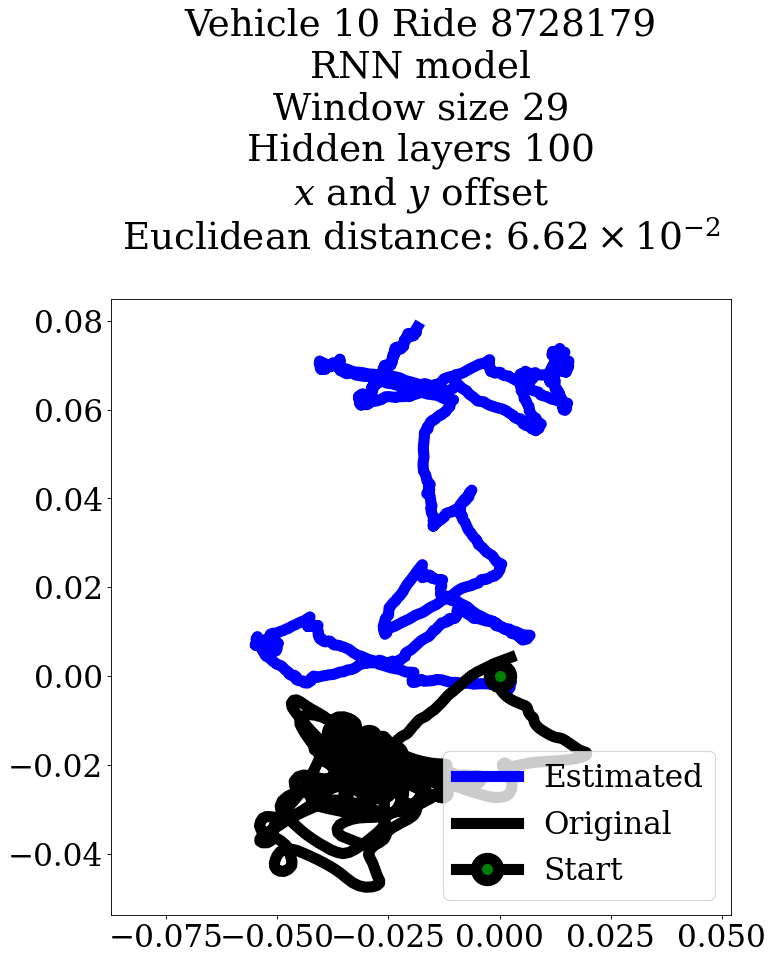 Vehicle 10 Ride 8728179
RNN model
Window size 29
Hidden layers 100
x and y offset
Euclidean distance: 6.62 × 10⁻²
0.08
0.06
0.04
0.02
0.00
−0.02
−0.04
Estimated
Original
Start
−0.075 −0.050 −0.025 0.000 0.025 0.050